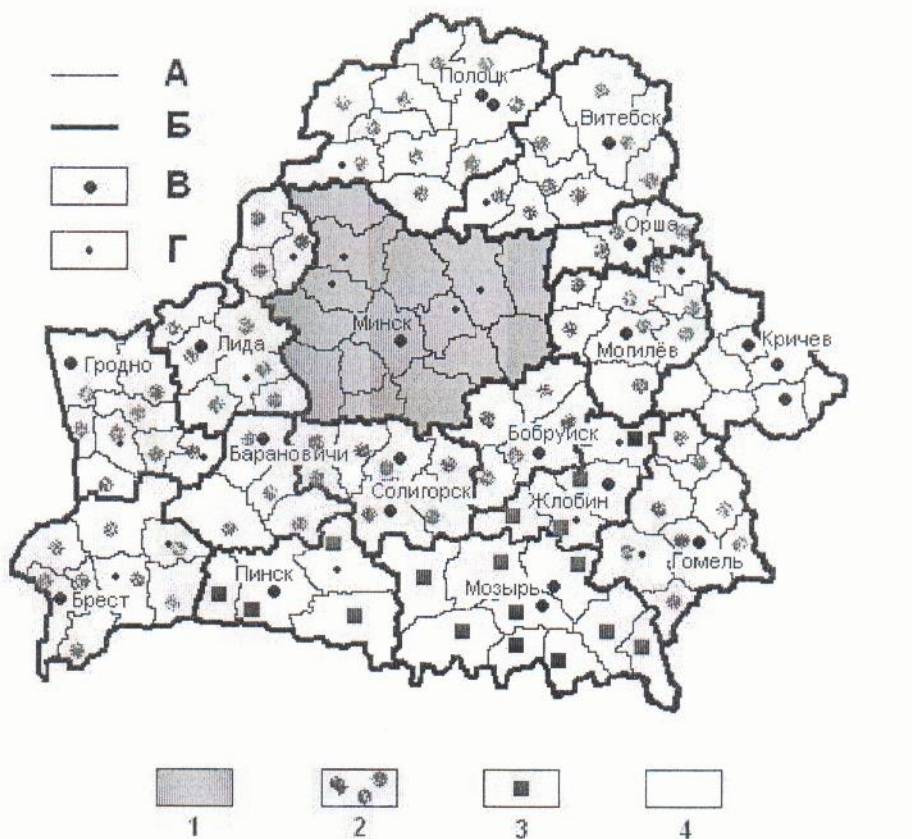 А
Б
В
Г
Полоцк
Витебск
Орша
Минск
Лида
Гродно
Могилёв
Кричев
Барановичи
Бобруйск
Солигорск
Жлобин
Гомель
Пинск
Мозырь
Брест
1 2 3 4